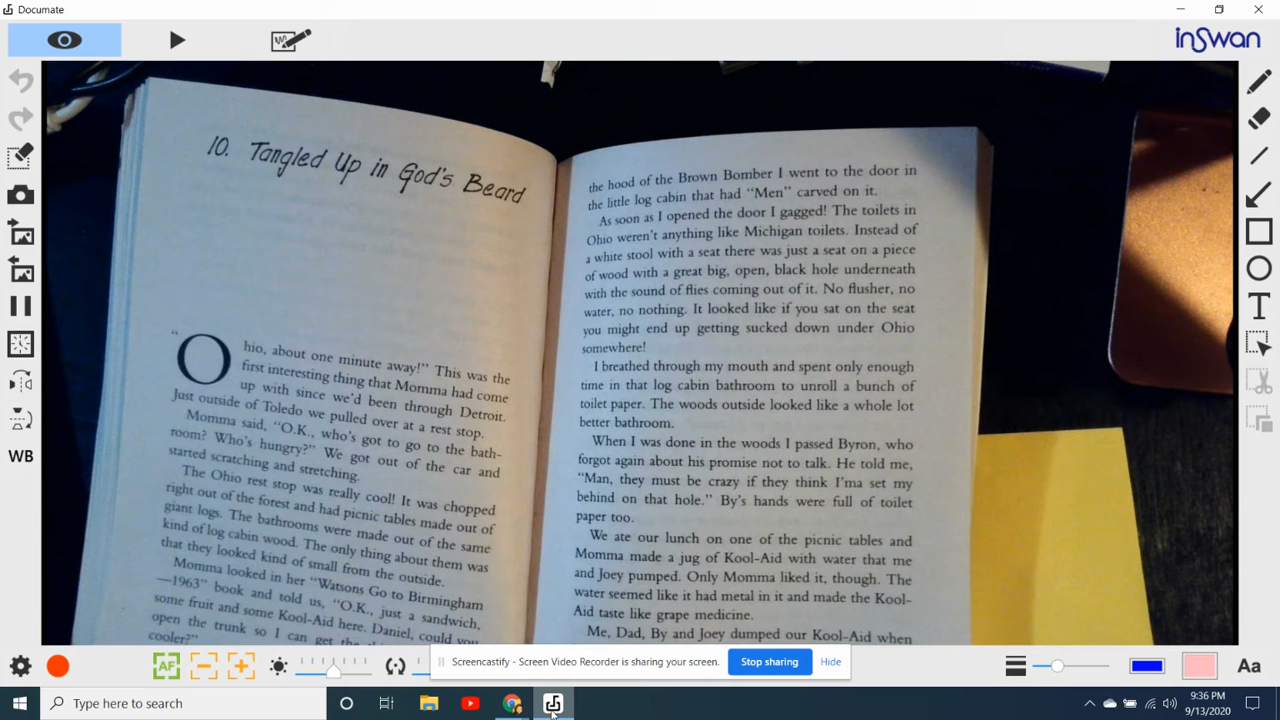 Documate
inswan
10. Tangled Up in God's Beard
"Ohio, about one minute away!" This was the
first interesting thing that Momma had come
up with since we'd been through Detroit.
Just outside of Toledo we pulled over at a rest stop.
Momma said, "O.K., who's got to go to the bath-
room? Who's hungry?" We got out of the car and
started scratching and stretching.
The Ohio rest stop was really cool! It was chopped
right out of the forest and had picnic tables made out of
giant logs. The bathrooms were made out of the same
kind of log cabin wood. The only thing about them was
that they looked kind of small from the outside.
Momma looked in her "Watsons Go to Birmingham
—1963" book and told us, "O.K., just a sandwich,
some fruit and some Kool-Aid here. Daniel, could you
open the trunk so I can get the
cooler?"
the hood of the Brown Bomber I went to the door in
the little log cabin that had "Men" carved on it.
As soon as I opened the door I gagged! The toilets in
Ohio weren't anything like Michigan toilets. Instead of
a white stool with a seat there was just a seat on a piece
of wood with a great big, open, black hole underneath
with the sound of flies coming out of it. No flusher, no
water, no nothing. It looked like if you sat on the seat
you might end up getting sucked down under Ohio
somewhere!
I breathed through my mouth and spent only enough
time in that log cabin bathroom to unroll a bunch of
toilet paper. The woods outside looked like a whole lot
better bathroom.
When I was done in the woods I passed Byron, who
forgot again about his promise not to talk. He told me,
"Man, they must be crazy if they think I'ma set my
behind on that hole." By's hands were full of toilet
paper too.
We ate our lunch on one of the picnic tables and
Momma made a jug of Kool-Aid with water that me
and Joey pumped. Only Momma liked it, though. The
water seemed like it had metal in it and made the Kool-
Aid taste like grape medicine.
Me, Dad, By and Joey dumped our Kool-Aid when
WB
T
AF
Screencastify - Screen Video Recorder is sharing your screen.
Stop sharing
Hide
Aa
Type here to search
9:36 PM
9/13/2020